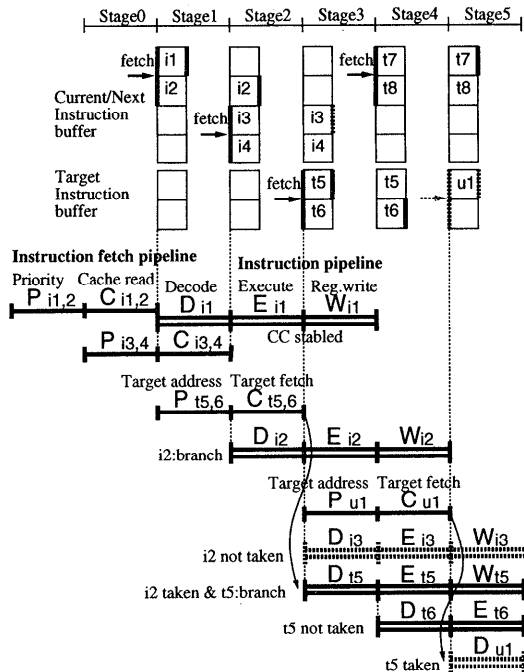 Stage0 Stage1 Stage2 Stage3 Stage4 Stage5
fetch i1 t7 t7
i2 i2 fetch t8 t8
Current/Next
Instruction
buffer
fetch i3 i3
i4 i4
Target
Instruction
buffer
fetch t5 t5 u1
t6 t6
Instruction fetch pipeline Instruction pipeline
Priority Cache read Decode Execute Reg.write
P i1,2 C i1,2 D i1 E i1 W i1
CC stabled
P i3,4 C i3,4
Target address Target fetch
P t5,6 C t5,6
i2:branch D i2 E i2 W i2
Target address Target fetch
P u1 C u1
i2 not taken D i3 E i3 W i3
i2 taken & t5:branch D t5 E t5 W t5
t5 not taken D t6 E t6
t5 taken D u1